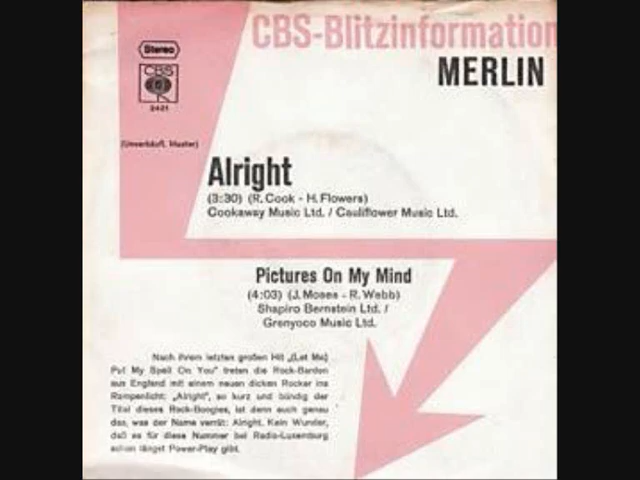 CBS-Blitzinformation
MERLIN
Stereo
CBS
2421
(Unverkäufl. Muster)
Alright
(3:30) (R. Cook - H. Flowers)
Cookaway Music Ltd. / Cauliflower Music Ltd.
Pictures On My Mind
(4:03) (J. Moses - R. Webb)
Shapiro Bernstein Ltd. /
Grenyoco Music Ltd.
Nach ihrem letzten großen Hit „(Let Me)
Put My Spell On You" treten die Rock-Barden
aus England mit einem neuen dicken Rocker ins
Rampenlicht: „Alright", so kurz und bündig der
Titel dieses Rock-Boogies, ist denn auch genau
das, was der Name verrät: Alright. Kein Wunder,
daß es für diese Nummer bei Radio-Luxemburg
schon längst Power-Play gibt.